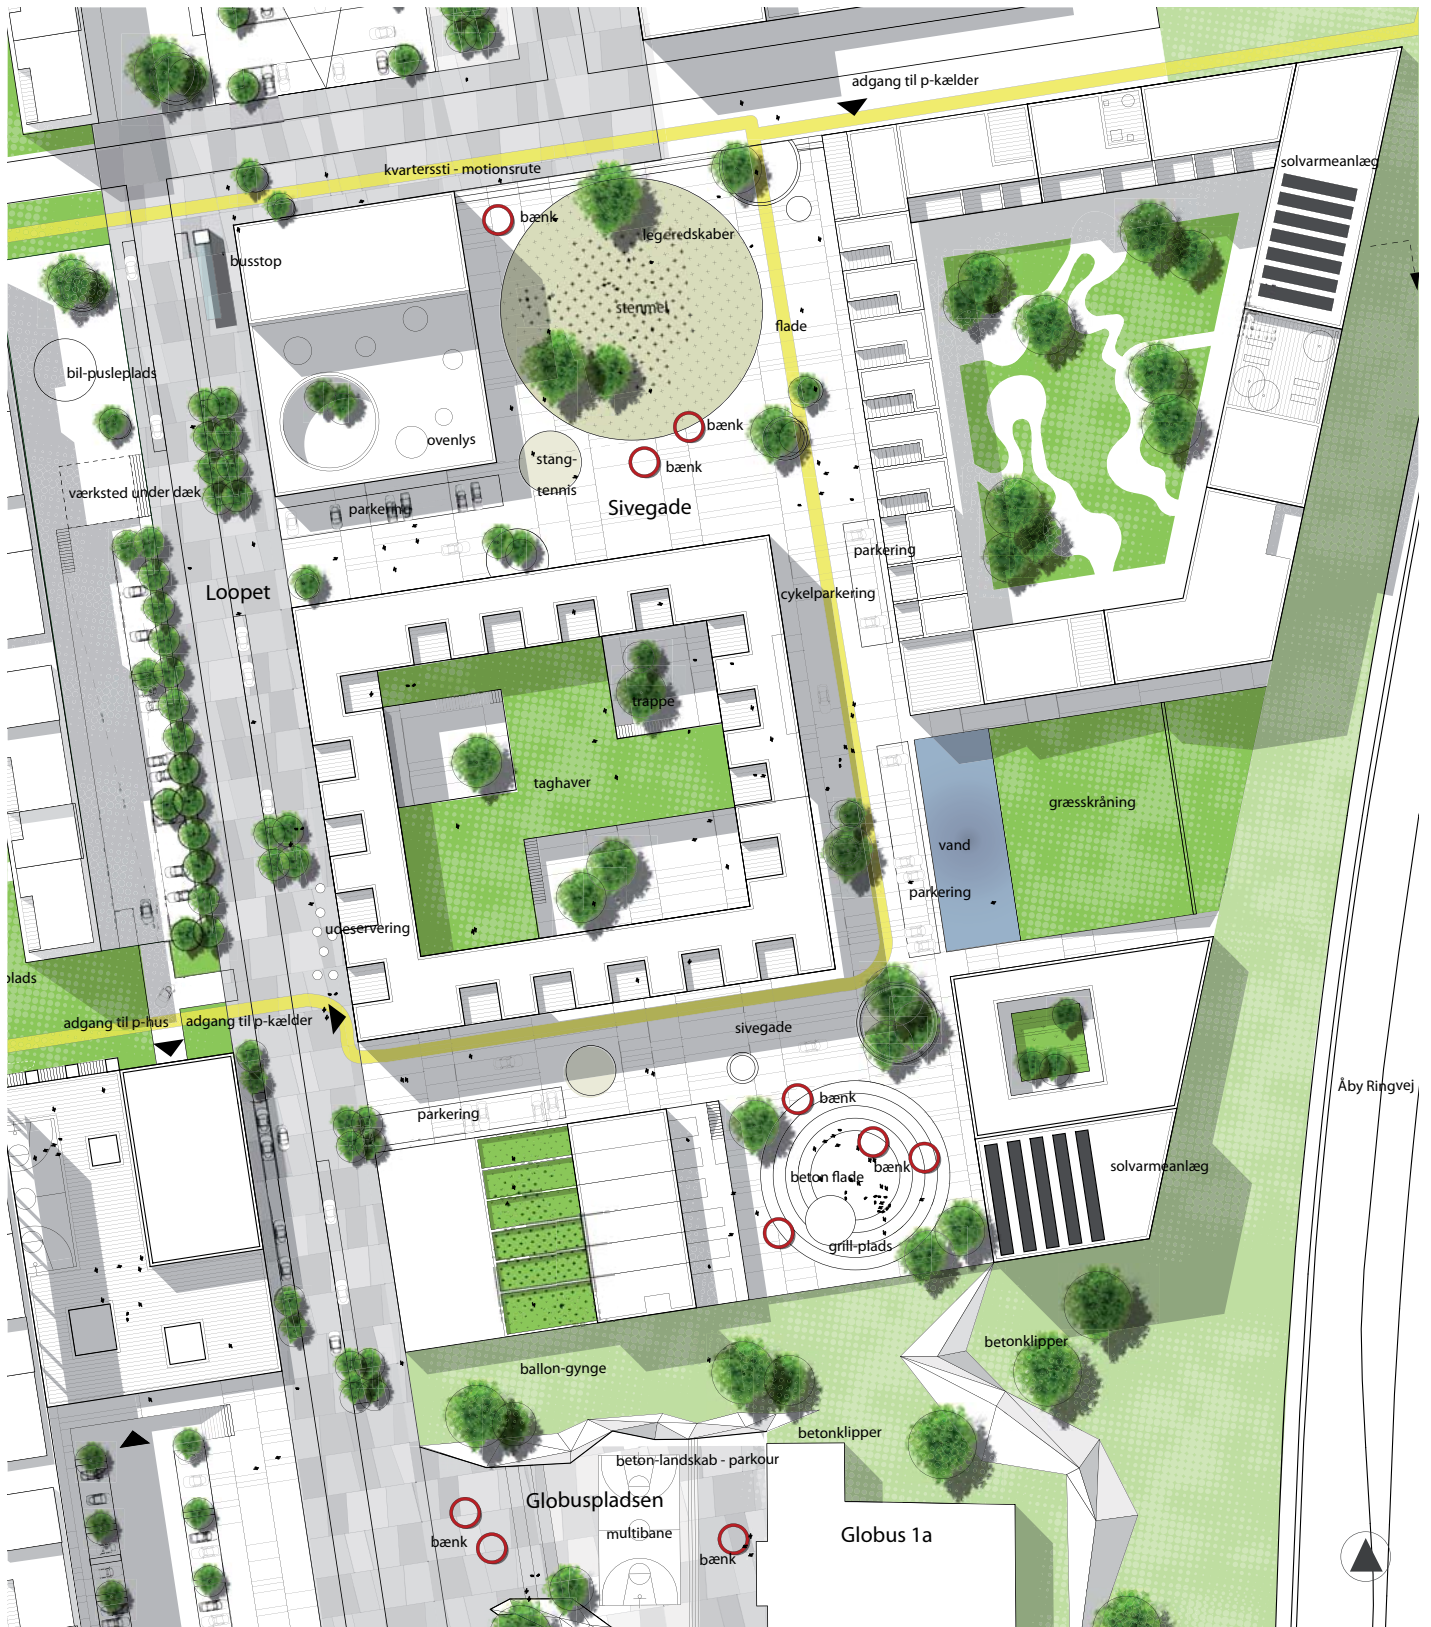 adgang til p-kælder
solvarmeanlæg
kvarterssti - motionsrute
bænk
legeredskaber
busstop
stenmel
flade
bil-pusleplads
ovenlys
bænk
stang-
tennis
bænk
værksted under dæk
parkering
Sivegade
parkering
Loopet
cykelparkering
trappe
taghaver
græsskråning
vand
parkering
udeservering
plads
adgang til p-hus
adgang til p-kælder
sivegade
Åby Ringvej
bænk
parkering
bænk
solvarmeanlæg
beton flade
grill-plads
betonklipper
ballon-gynge
betonklipper
beton-landskab - parkour
Globuspladsen
multibane
Globus 1a
bænk
bænk